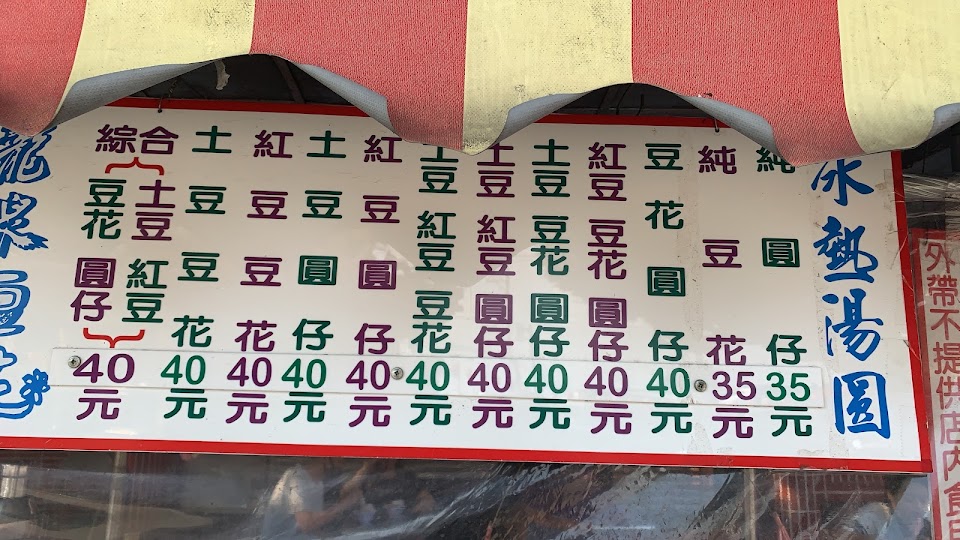 外帶不提供店內食
冰熱湯圓
純圓仔35元
純豆花35元
豆花圓仔40元
紅豆豆花圓仔40元
土豆豆花圓仔40元
土豆紅豆圓仔40元
土豆紅豆豆花40元
紅豆圓仔40元
土豆圓仔40元
紅豆豆花40元
土豆豆花40元
綜合
土豆紅豆
豆花圓仔
40元